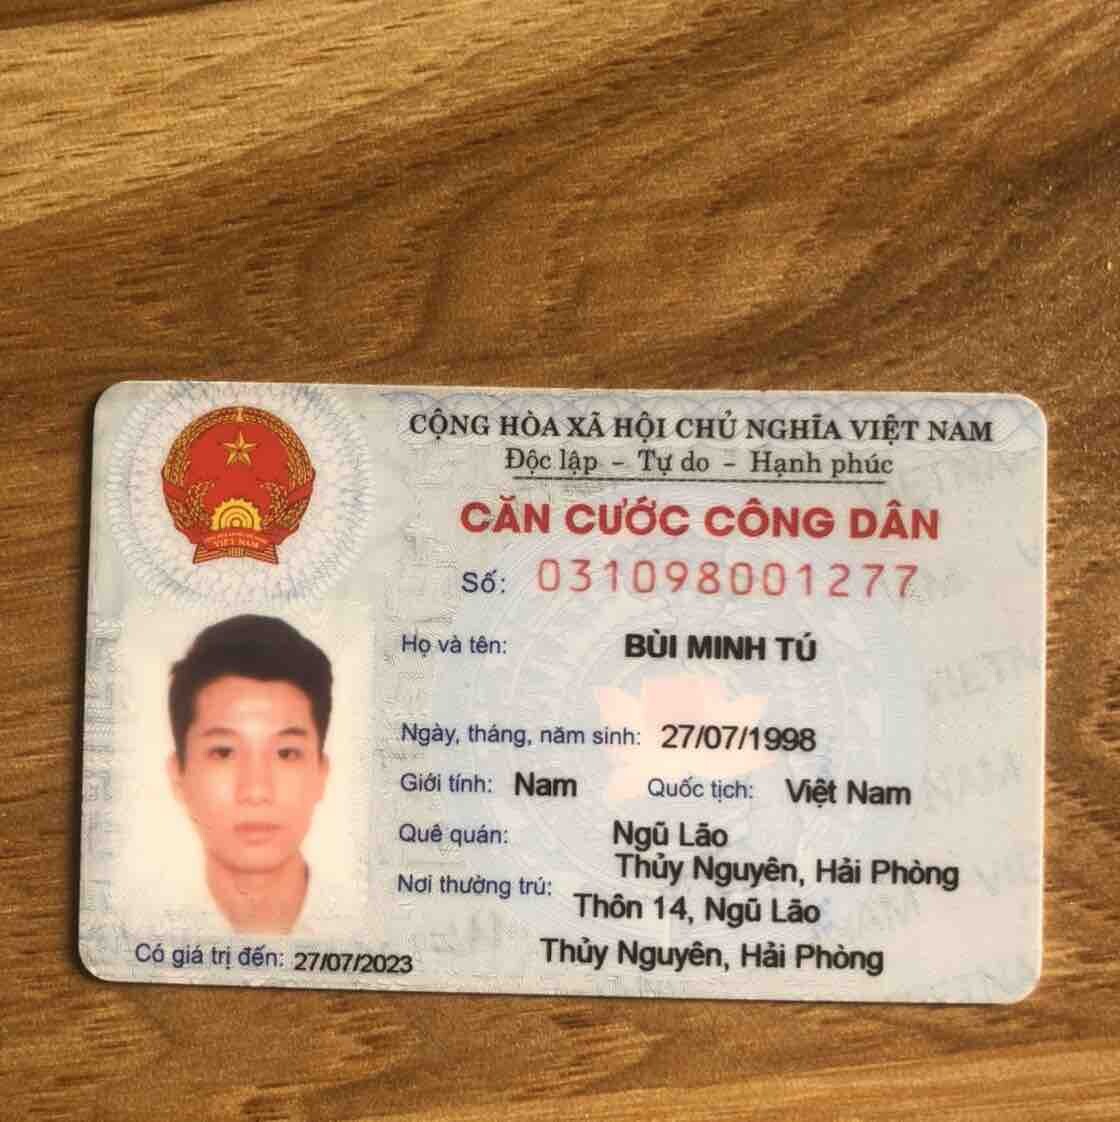 CỘNG HÒA XÃ HỘI CHỦ NGHĨA VIỆT NAM
Độc lập – Tự do – Hạnh phúc
CĂN CƯỚC CÔNG DÂN
Số: 031098001277
Họ và tên: BÙI MINH TÚ
Ngày, tháng, năm sinh: 27/07/1998
Giới tính: Nam Quốc tịch: Việt Nam
Quê quán: Ngũ Lão
Thủy Nguyên, Hải Phòng
Nơi thường trú: Thôn 14, Ngũ Lão
Thủy Nguyên, Hải Phòng
Có giá trị đến: 27/07/2023
VIỆT NAM